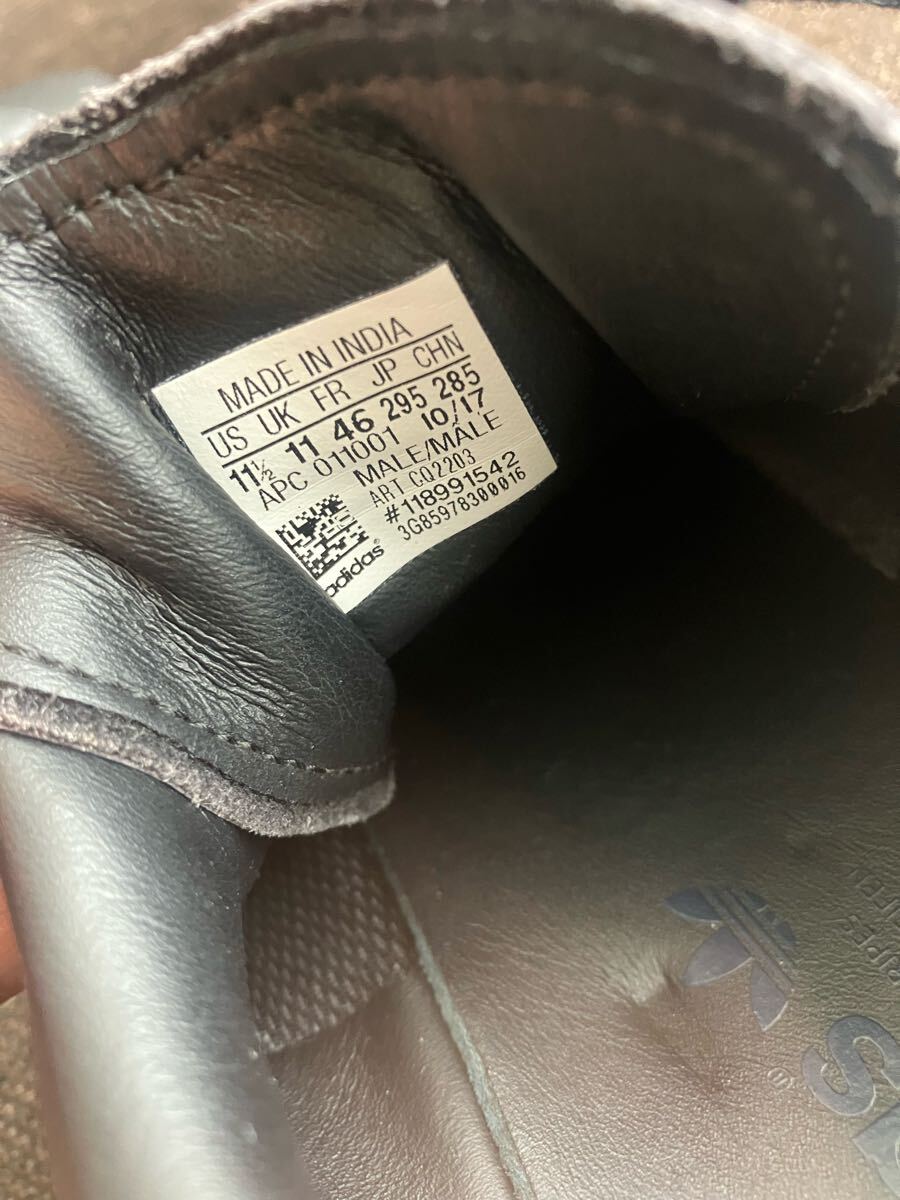 MADE IN INDIA
US UK FR JP CHN
11½ 11 46 295 285
APC 011001 10/17
MALE/MÂLE
ART CQ2203
#118991542
3G85978300016
adidas